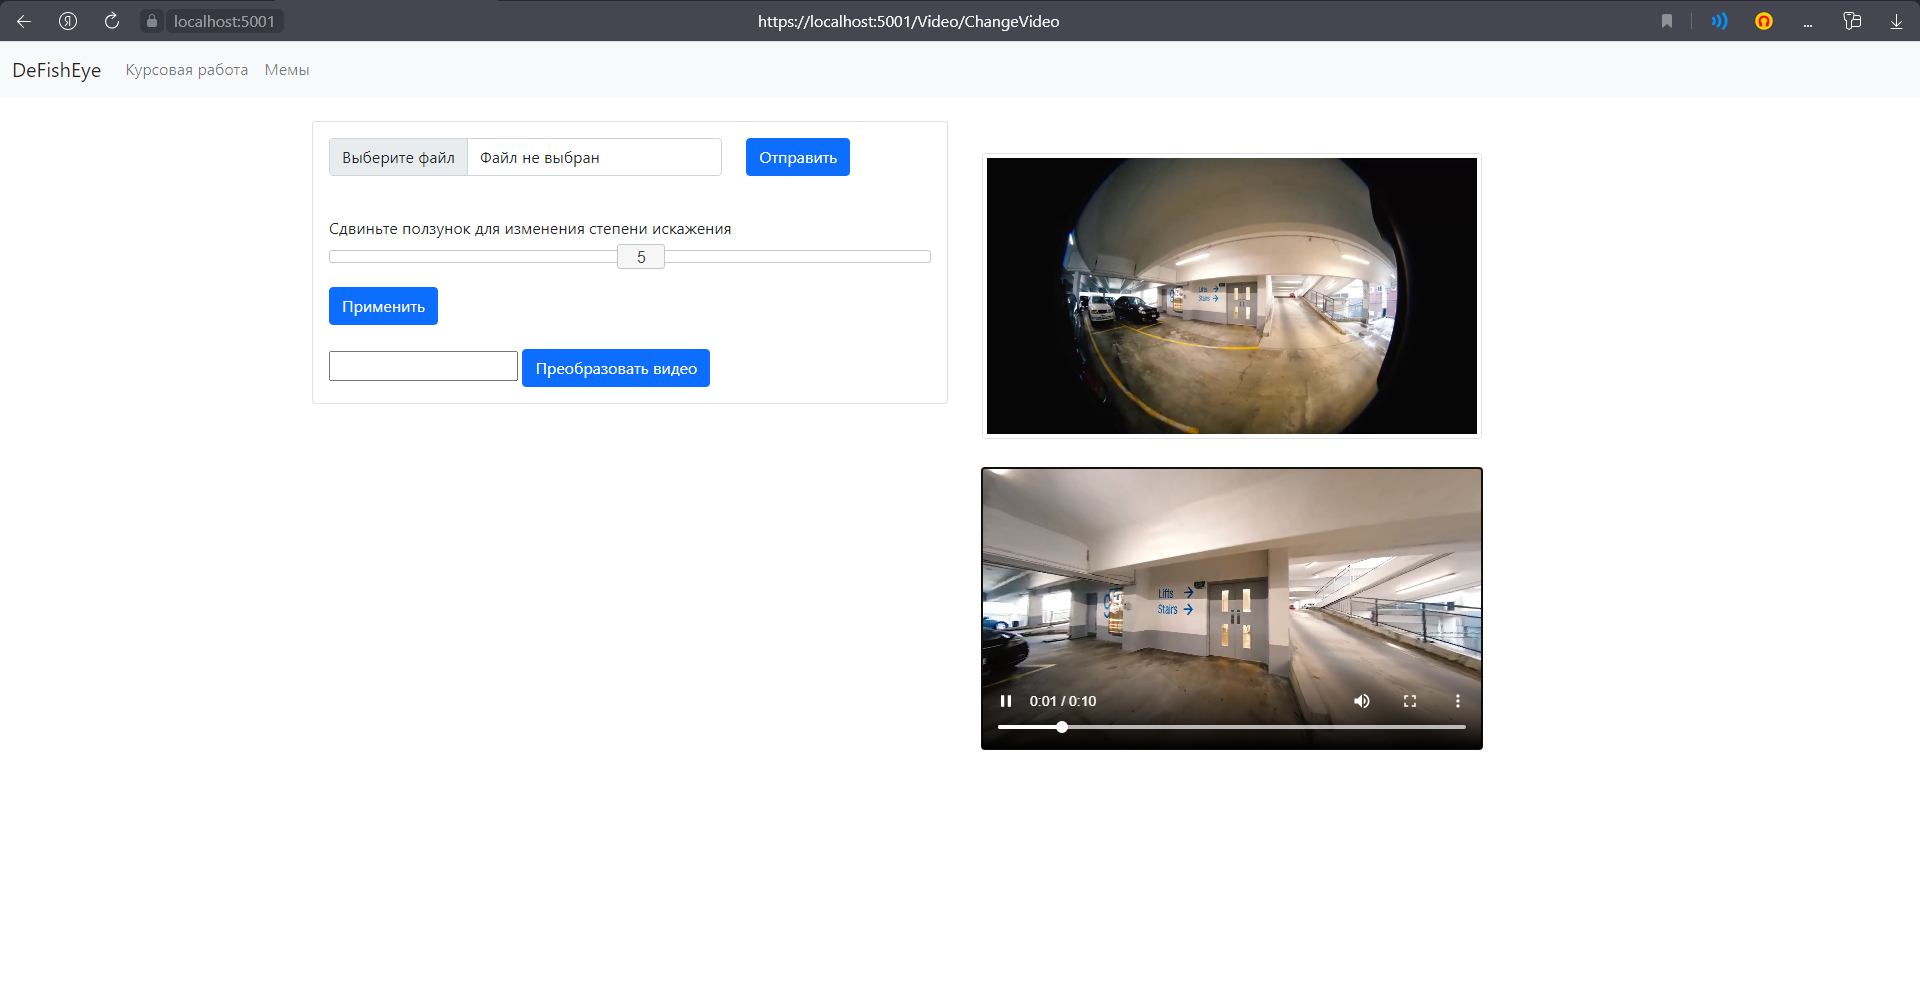 localhost:5001
https://localhost:5001/Video/ChangeVideo
...
DeFishEye Курсовая работа Мемы
Выберите файл Файл не выбран Отправить
Сдвиньте ползунок для изменения степени искажения
5
Применить
Преобразовать видео
Lifts
Stairs
Lifts
Stairs
0:01 / 0:10